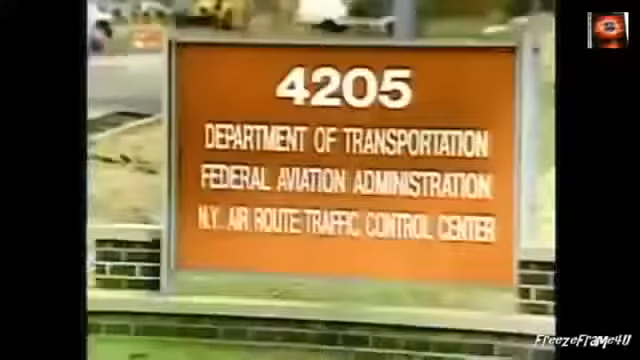 4205
DEPARTMENT OF TRANSPORTATION
FEDERAL AVIATION ADMINISTRATION
N.Y. AIR ROUTE TRAFFIC CONTROL CENTER
FreezeFrame4U